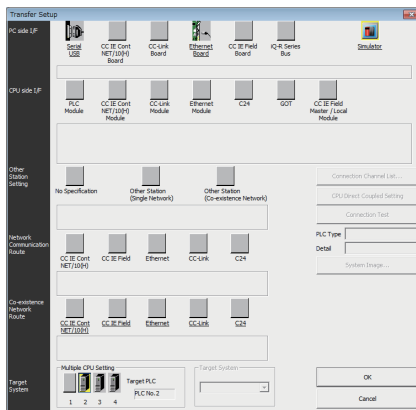 Transfer Setup
PC side I/F
Serial
USB
CC IE Cont
NET/10(H)
Board
CC-Link
Board
Ethernet
Board
CC IE Field
Board
iQ-R Series
Bus
Simulator
CPU side I/F
PLC
Module
CC IE Cont
NET/10(H)
Module
CC-Link
Module
Ethernet
Module
C24
GOT
CC IE Field
Master / Local
Module
Other
Station
Setting
No Specification
Other Station
(Single Network)
Other Station
(Co-existence Network)
Connection Channel List...
CPU Direct Coupled Setting
Connection Test
PLC Type
Detail
System Image...
Network
Communication
Route
CC IE Cont
NET/10(H)
CC IE Field
Ethernet
CC-Link
C24
Co-existence
Network
Route
CC IE Cont
NET/10(H)
CC IE Field
Ethernet
CC-Link
C24
Target
System
Multiple CPU Setting
1 2 3 4
Target PLC
PLC No.2
Target System
OK
Cancel